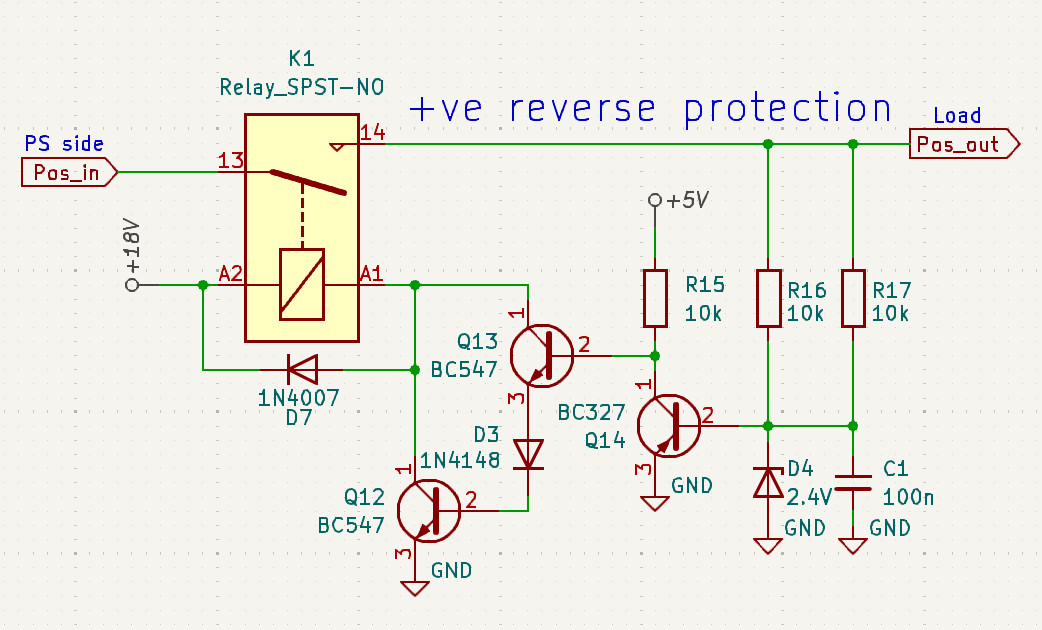 K1
Relay_SPST-NO
+ve reverse protection
PS side
Load
Pos_in
13
14
Pos_out
+18V
+5V
A2
A1
R15
10k
R16
10k
R17
10k
1
Q13
BC547
2
3
1N4007
D7
1
BC327
Q14
2
3
GND
D3
1N4148
1
Q12
BC547
2
3
GND
D4
2.4V
GND
C1
100n
GND